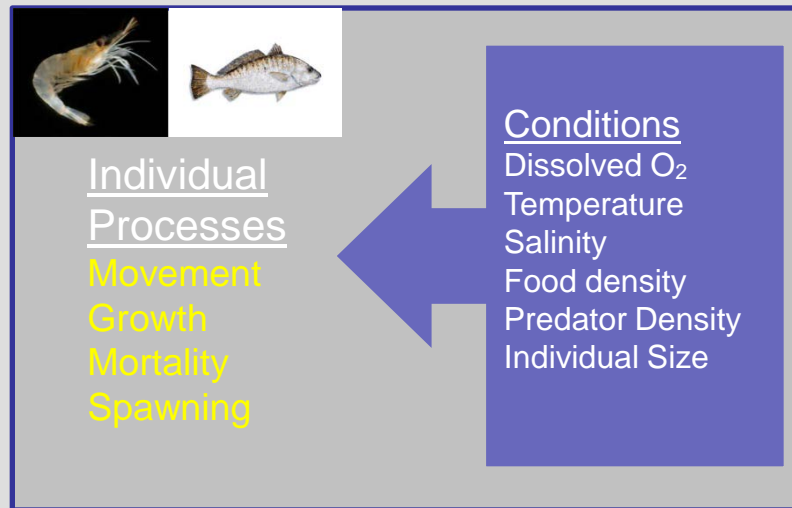 Individual
Processes
Movement
Growth
Mortality
Spawning
Conditions
Dissolved O₂
Temperature
Salinity
Food density
Predator Density
Individual Size